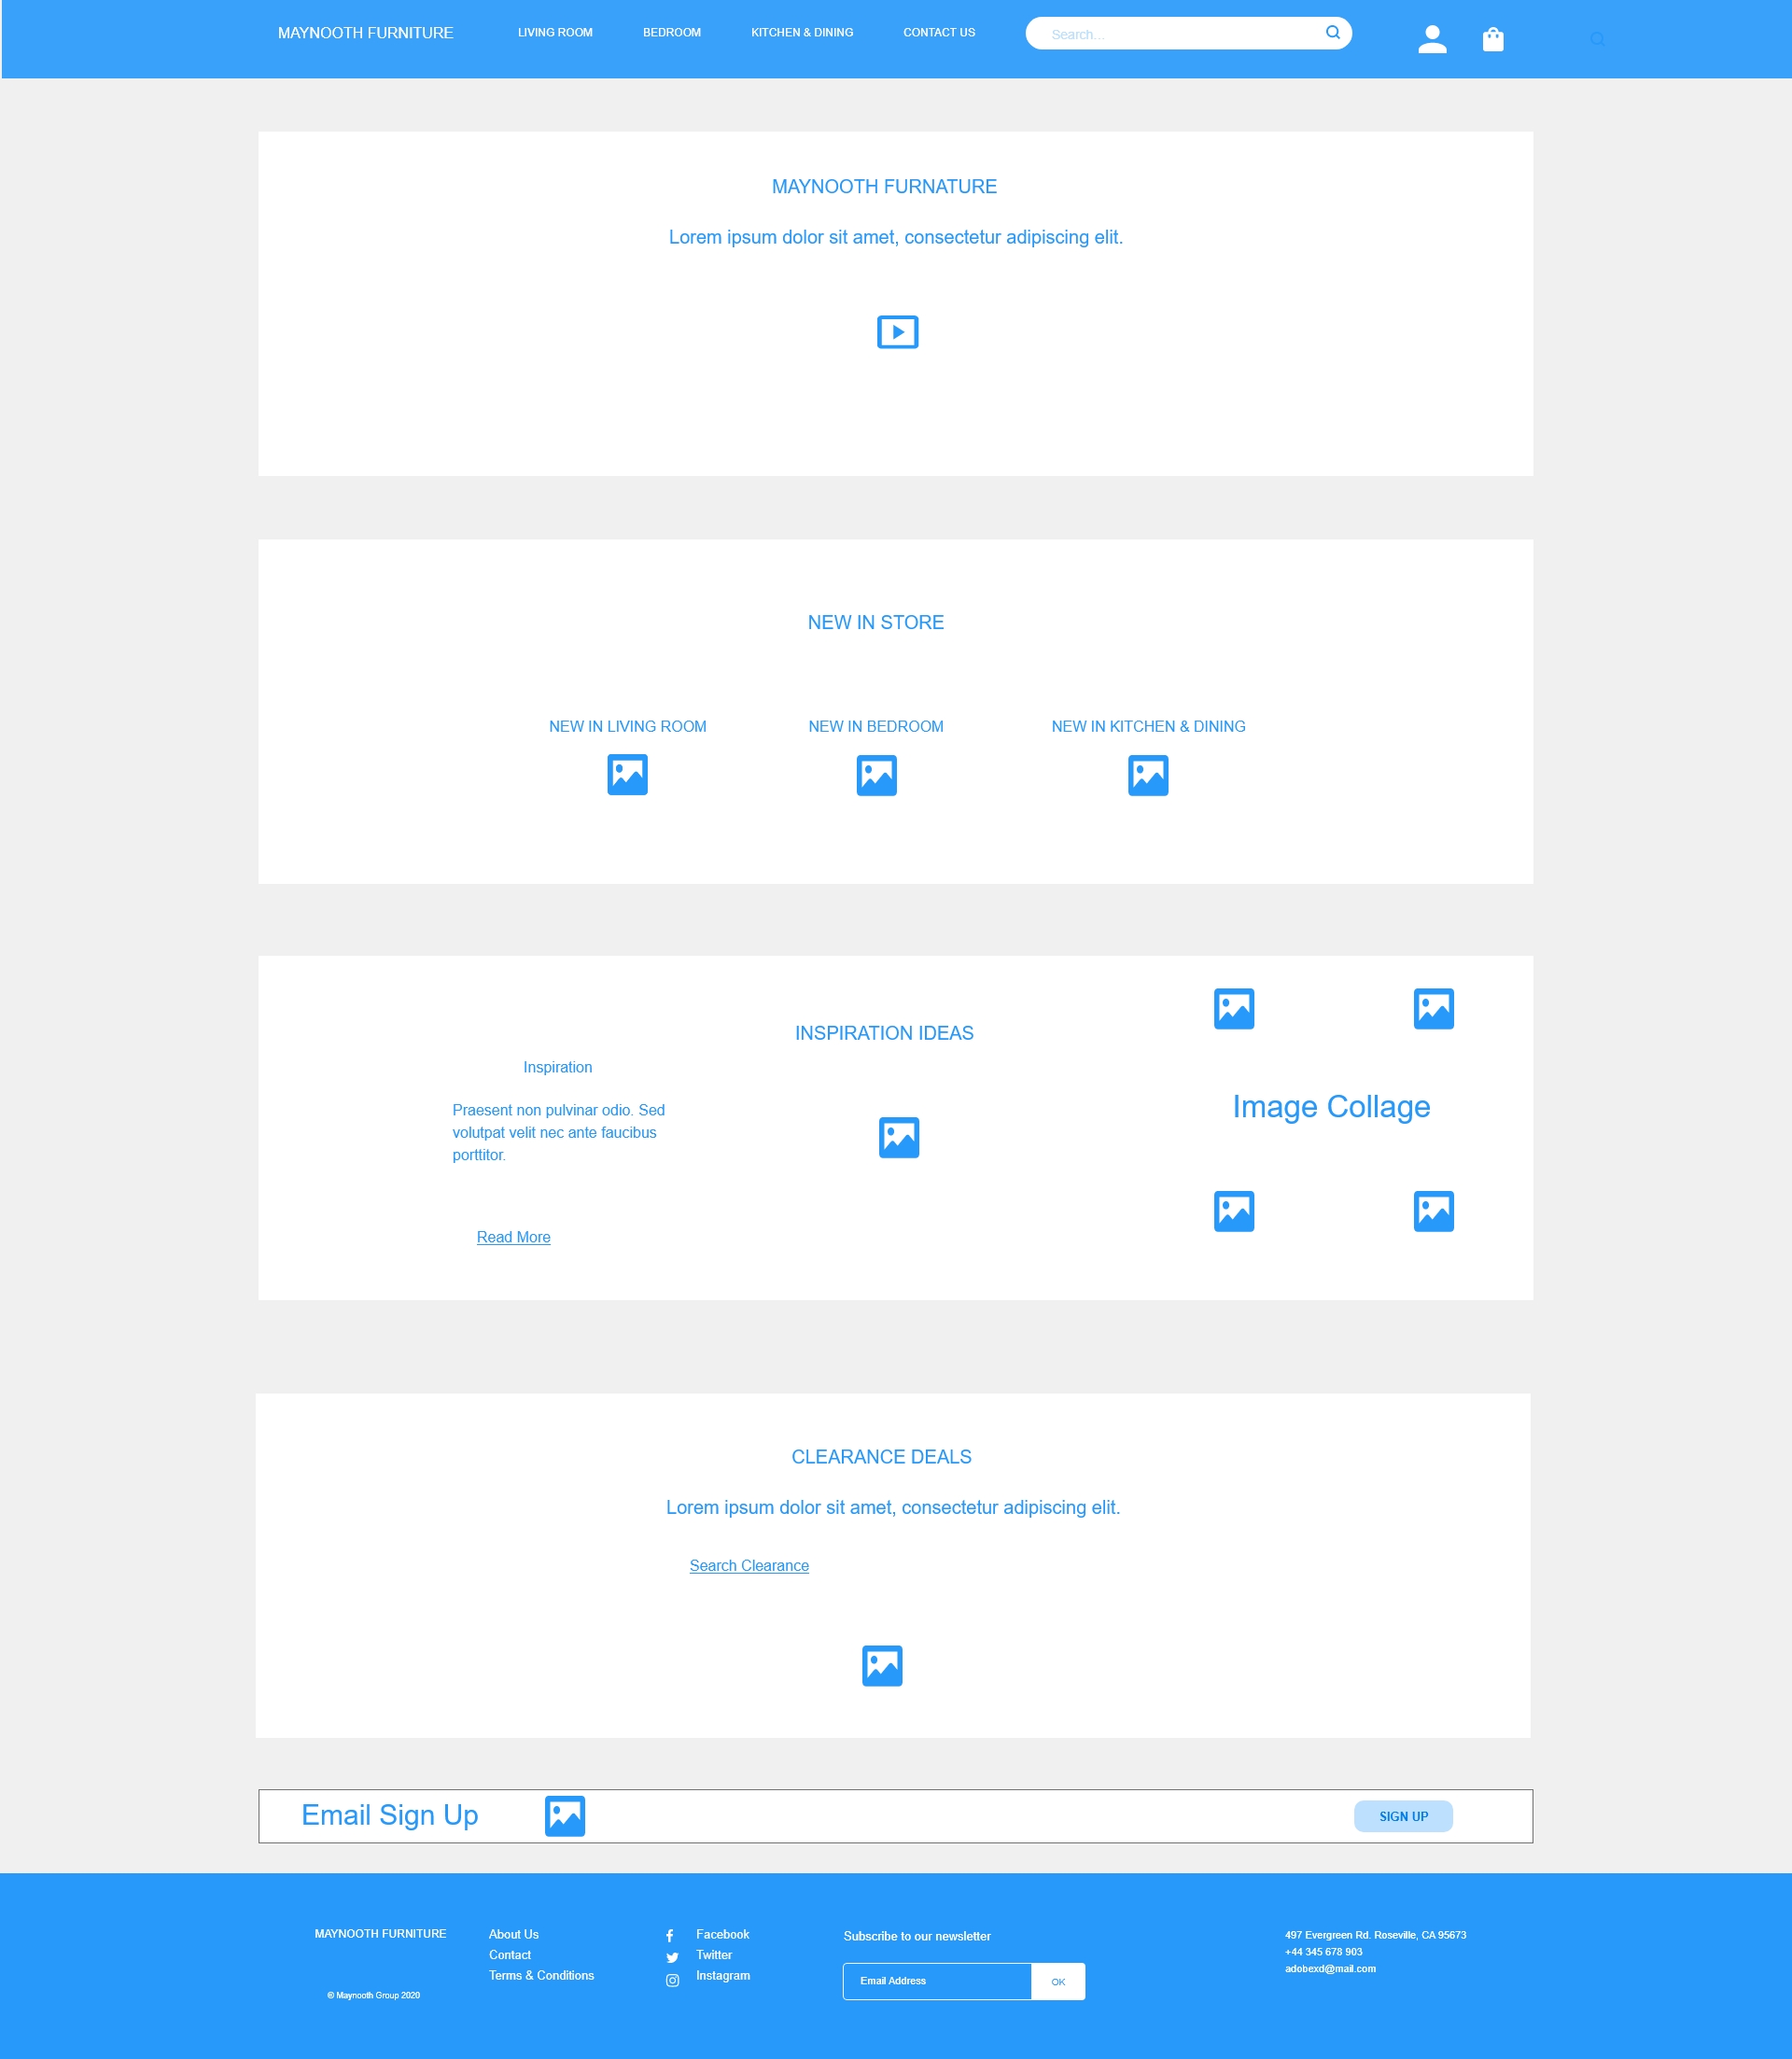 MAYNOOTH FURNITURE
LIVING ROOM
BEDROOM
KITCHEN & DINING
CONTACT US
Search...
MAYNOOTH FURNATURE
Lorem ipsum dolor sit amet, consectetur adipiscing elit.
NEW IN STORE
NEW IN LIVING ROOM
NEW IN BEDROOM
NEW IN KITCHEN & DINING
INSPIRATION IDEAS
Inspiration
Praesent non pulvinar odio. Sed
volutpat velit nec ante faucibus
porttitor.
Read More
Image Collage
CLEARANCE DEALS
Lorem ipsum dolor sit amet, consectetur adipiscing elit.
Search Clearance
Email Sign Up
SIGN UP
MAYNOOTH FURNITURE
© Maynooth Group 2020
About Us
Contact
Terms & Conditions
Facebook
Twitter
Instagram
Subscribe to our newsletter
Email Address
OK
497 Evergreen Rd. Roseville, CA 95673
+44 345 678 903
adobexd@mail.com